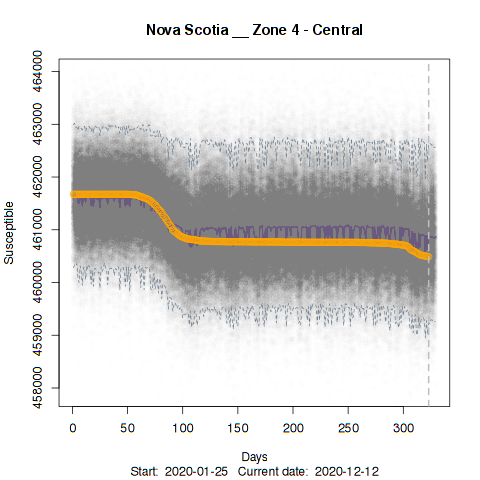 Nova Scotia __ Zone 4 - Central
Susceptible
464000
463000
462000
461000
460000
459000
458000
0 50 100 150 200 250 300
Days
Start: 2020-01-25 Current date: 2020-12-12